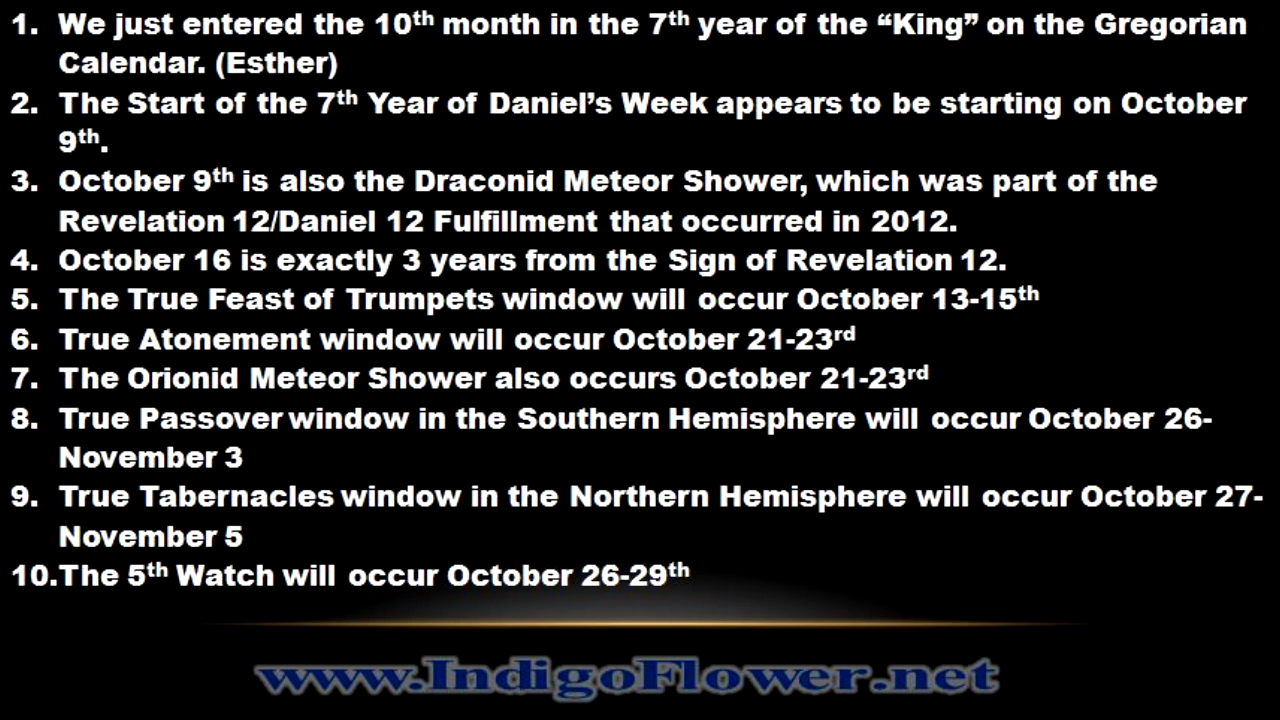 1. We just entered the 10th month in the 7th year of the “King” on the Gregorian
Calendar. (Esther)
2. The Start of the 7th Year of Daniel’s Week appears to be starting on October
9th.
3. October 9th is also the Draconid Meteor Shower, which was part of the
Revelation 12/Daniel 12 Fulfillment that occurred in 2012.
4. October 16 is exactly 3 years from the Sign of Revelation 12.
5. The True Feast of Trumpets window will occur October 13-15th
6. True Atonement window will occur October 21-23rd
7. The Orionid Meteor Shower also occurs October 21-23rd
8. True Passover window in the Southern Hemisphere will occur October 26-
November 3
9. True Tabernacles window in the Northern Hemisphere will occur October 27-
November 5
10.The 5th Watch will occur October 26-29th
www.IndigoFlower.net